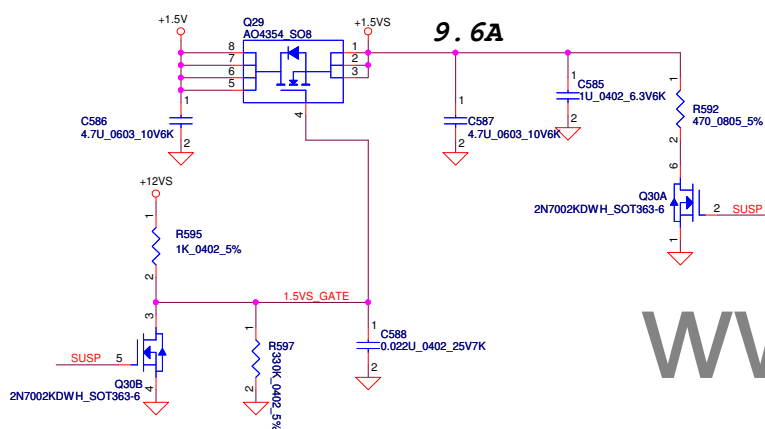 +1.5V
Q29
AO4354_SO8
+1.5VS
9.6A
8
7
6
5
1
2
3
4
1
C586
4.7U_0603_10V6K
2
1
C587
4.7U_0603_10V6K
2
1
C585
1U_0402_6.3V6K
2
1
R592
470_0805_5%
2
6
Q30A
2N7002KDWH_SOT363-6
2
SUSP
1
+12VS
1
R595
1K_0402_5%
2
1.5VS_GATE
3
SUSP
5
Q30B
4
2N7002KDWH_SOT363-6
1
R597
330K_0402_5%
2
1
C588
0.022U_0402_25V7K
2